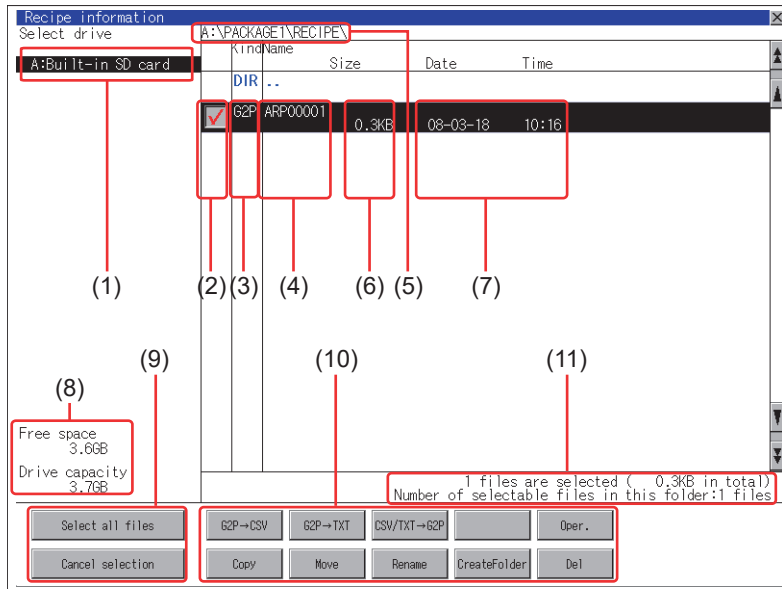 Recipe information
Select drive
A:\PACKAGE1\RECIPE\
Kind Name
Size Date Time
A:Built-in SD card
DIR ..
G2P ARP00001
0.3KB 08-03-18 10:16
(1) (2) (3) (4) (6) (5) (7)
(9) (10) (11)
(8)
Free space
3.6GB
Drive capacity
3.7GB
1 files are selected ( 0.3KB in total)
Number of selectable files in this folder:1 files
Select all files G2P→CSV G2P→TXT CSV/TXT→G2P Oper.
Cancel selection Copy Move Rename CreateFolder Del